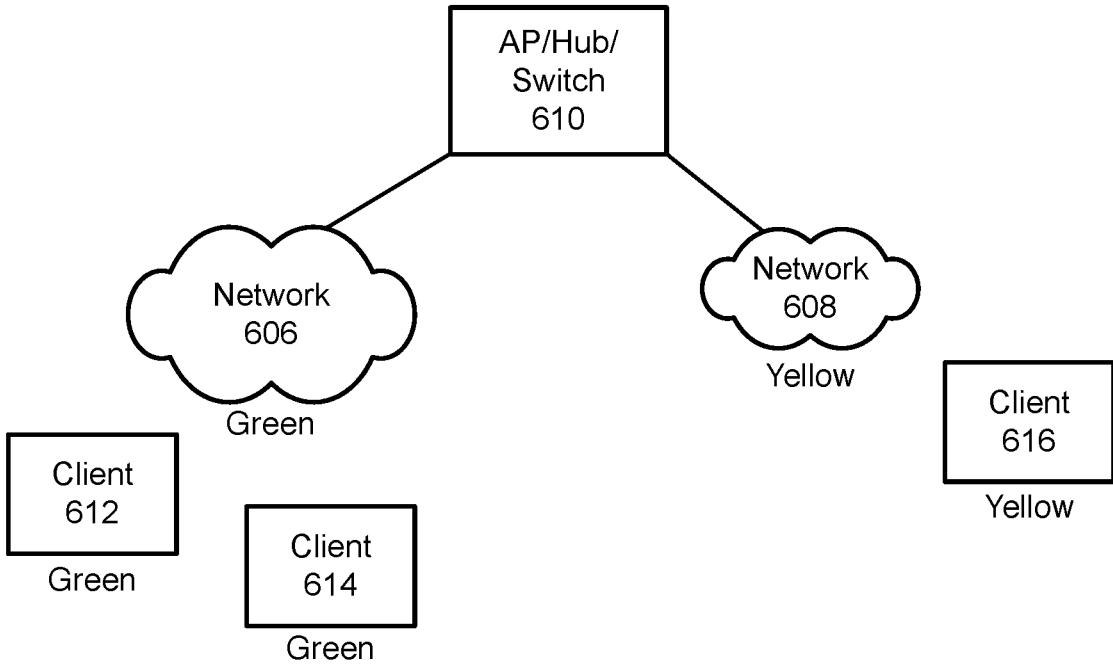 AP/Hub/
Switch
610
Network
606
Green
Network
608
Yellow
Client
612
Green
Client
614
Green
Client
616
Yellow